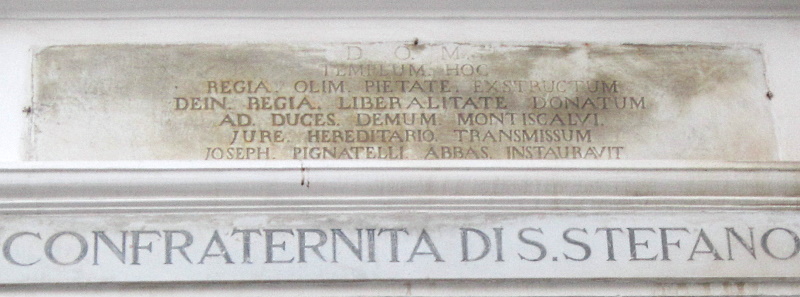 D. O. M.
TEMPLUM. HOC
REGIA. OLIM. PIETATE. EXSTRUCTUM
DEIN. REGIA. LIBERALITATE DONATUM
AD. DUCES. DEMUM MONTISCALVI.
JURE. HEREDITARIO. TRANSMISSUM
JOSEPH. PIGNATELLI. ABBAS. INSTAURAVIT
CONFRATERNITA DI S. STEFANO